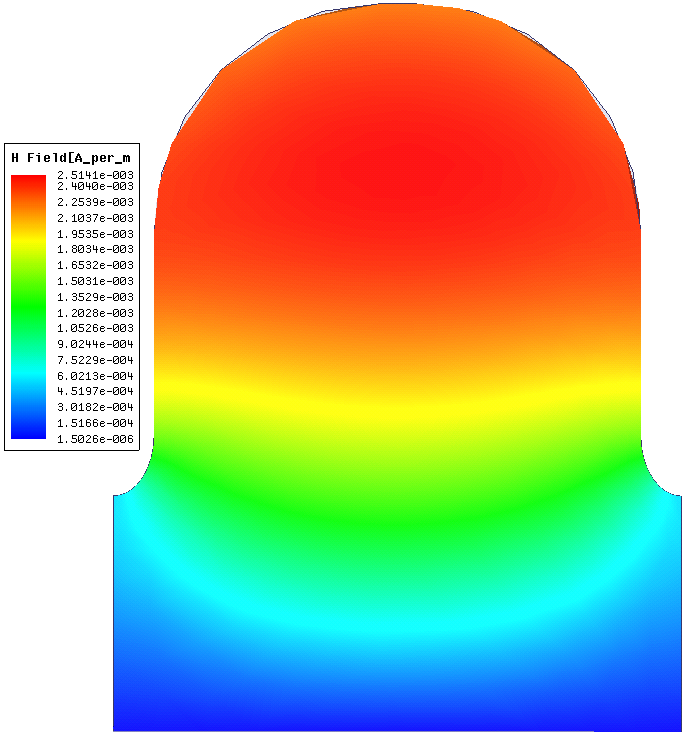 H Field[A_per_m
2.5141e-003
2.4040e-003
2.2539e-003
2.1037e-003
1.9535e-003
1.8034e-003
1.6532e-003
1.5031e-003
1.3529e-003
1.2028e-003
1.0526e-003
9.0244e-004
7.5229e-004
6.0213e-004
4.5197e-004
3.0182e-004
1.5166e-004
1.5026e-006